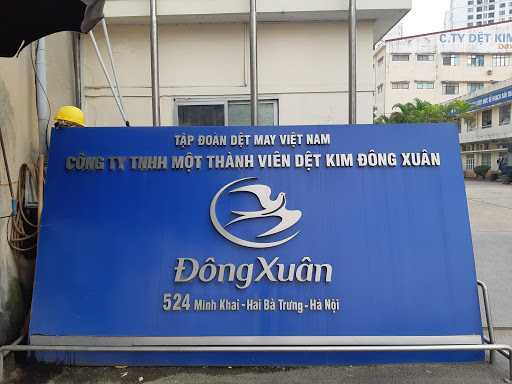 C.TY DỆT KIM
TẬP ĐOÀN DỆT MAY VIỆT NAM
CÔNG TY TNHH MỘT THÀNH VIÊN DỆT KIM ĐÔNG XUÂN
ĐôngXuân
524 Minh Khai - Hai Bà Trưng - Hà Nội